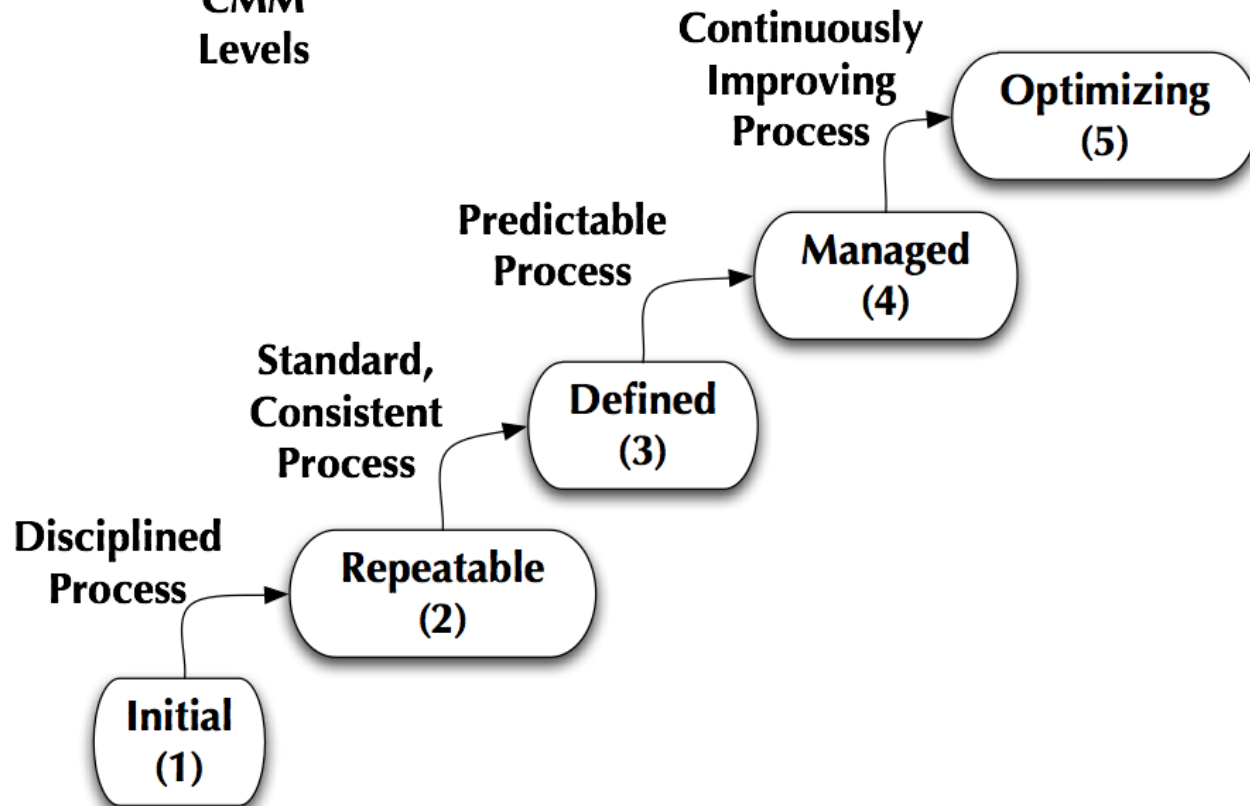 CMM
Levels
Continuously
Improving
Process
Optimizing
(5)
Predictable
Process
Managed
(4)
Standard,
Consistent
Process
Defined
(3)
Disciplined
Process
Repeatable
(2)
Initial
(1)